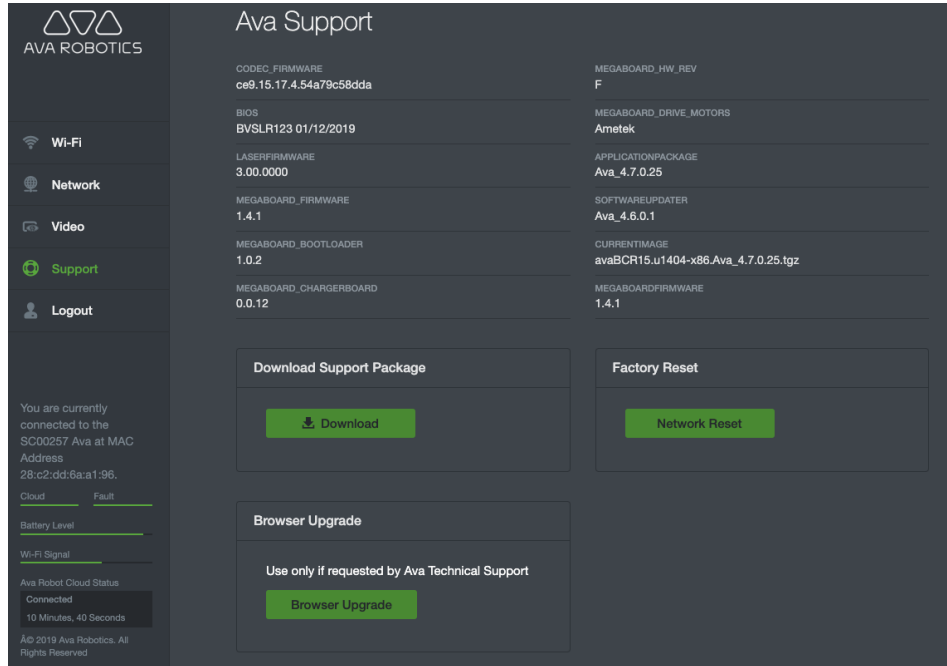 AVA ROBOTICS
Wi-Fi
Network
Video
Support
Logout
You are currently
connected to the
SC00257 Ava at MAC
Address
28:c2:dd:6a:a1:96.
Cloud Fault
Battery Level
Wi-Fi Signal
Ava Robot Cloud Status
Connected
10 Minutes, 40 Seconds
Â© 2019 Ava Robotics. All
Rights Reserved
Ava Support
CODEC_FIRMWARE
ce9.15.17.4.54a79c58dda
BIOS
BVSLR123 01/12/2019
LASERFIRMWARE
3.00.0000
MEGABOARD_FIRMWARE
1.4.1
MEGABOARD_BOOTLOADER
1.0.2
MEGABOARD_CHARGERBOARD
0.0.12
MEGABOARD_HW_REV
F
MEGABOARD_DRIVE_MOTORS
Ametek
APPLICATIONPACKAGE
Ava_4.7.0.25
SOFTWAREUPDATER
Ava_4.6.0.1
CURRENTIMAGE
avaBCR15.u1404-x86.Ava_4.7.0.25.tgz
MEGABOARDFIRMWARE
1.4.1
Download Support Package
Download
Factory Reset
Network Reset
Browser Upgrade
Use only if requested by Ava Technical Support
Browser Upgrade